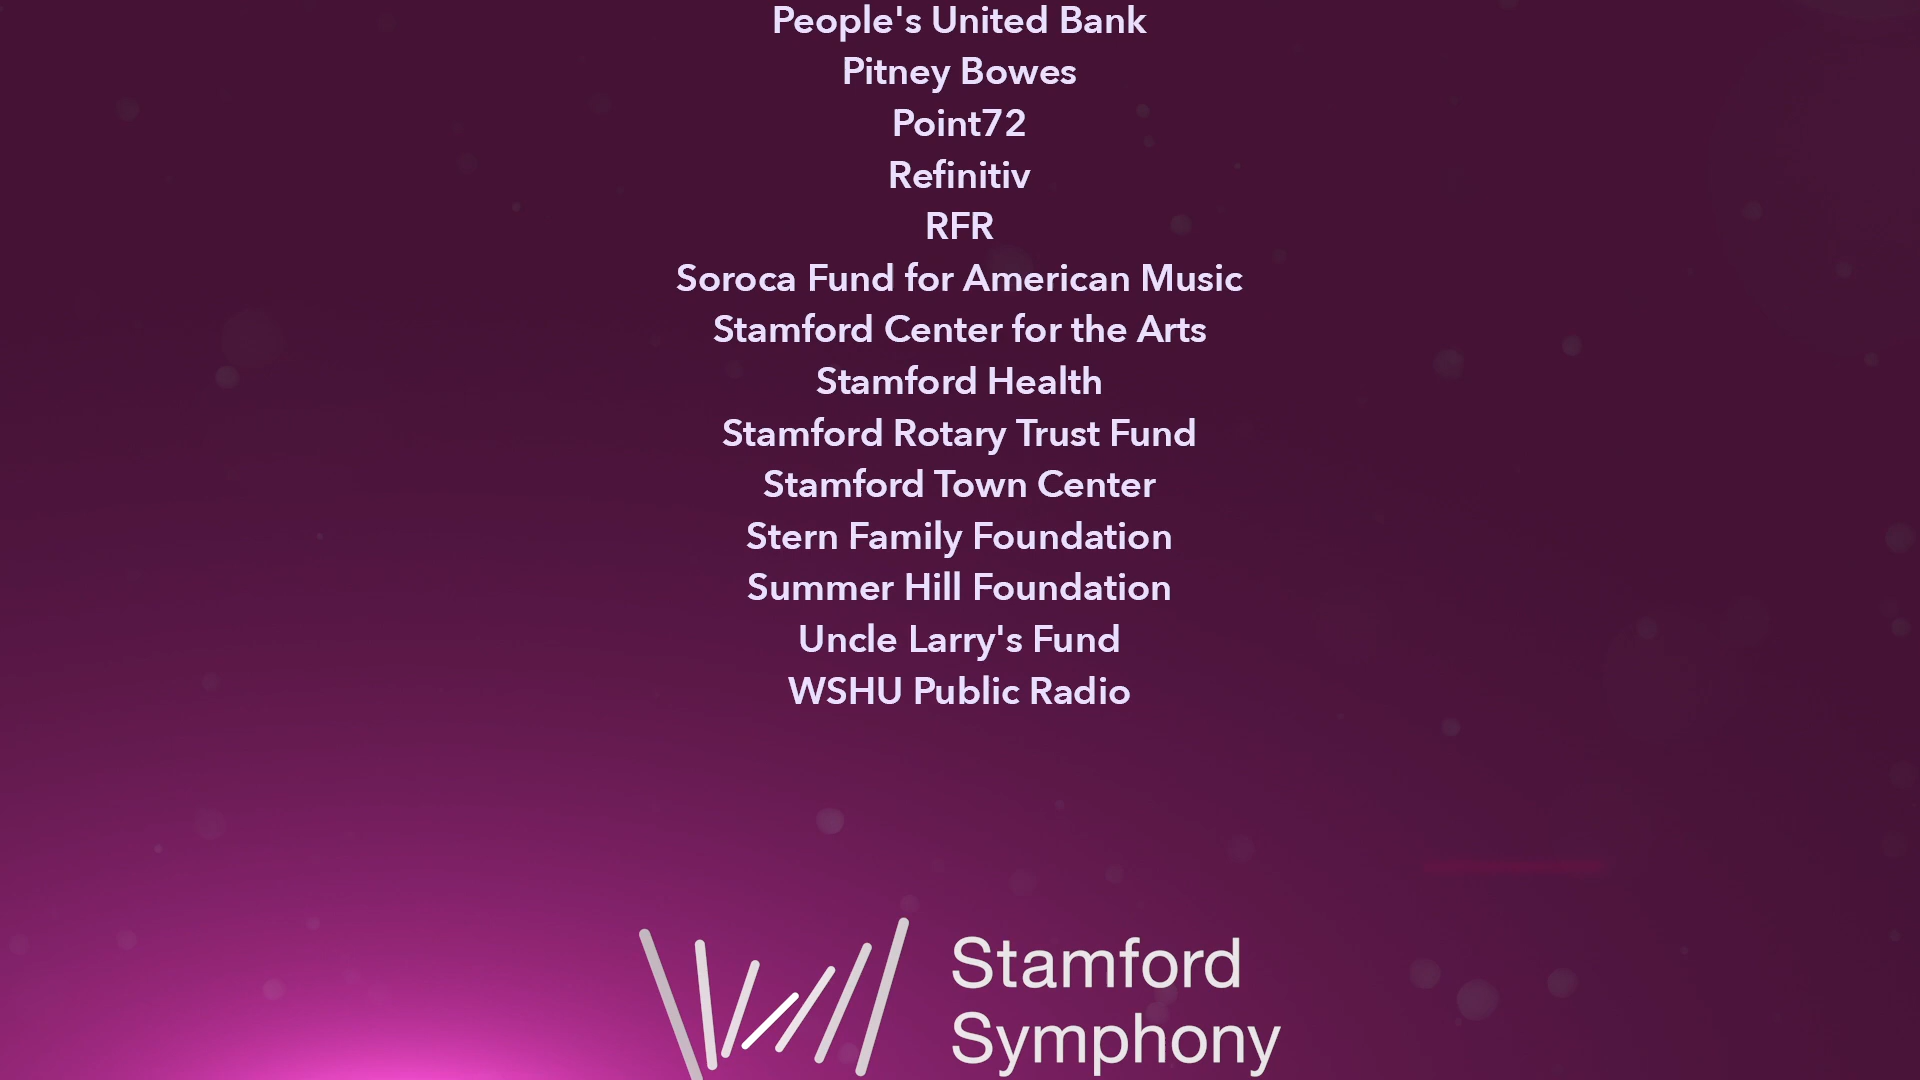 People's United Bank
Pitney Bowes
Point72
Refinitiv
RFR
Soroca Fund for American Music
Stamford Center for the Arts
Stamford Health
Stamford Rotary Trust Fund
Stamford Town Center
Stern Family Foundation
Summer Hill Foundation
Uncle Larry's Fund
WSHU Public Radio
Stamford
Symphony